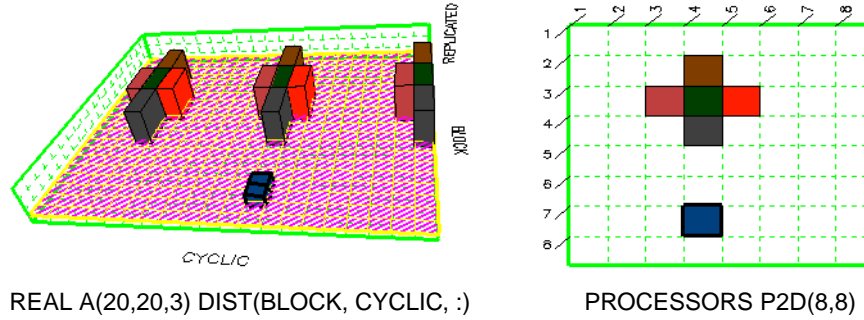 REPLICATED
BLOCK
CYCLIC
1 2 3 4 5 6 7 8
1
2
3
4
5
6
7
8
REAL A(20,20,3) DIST(BLOCK, CYCLIC, :)
PROCESSORS P2D(8,8)